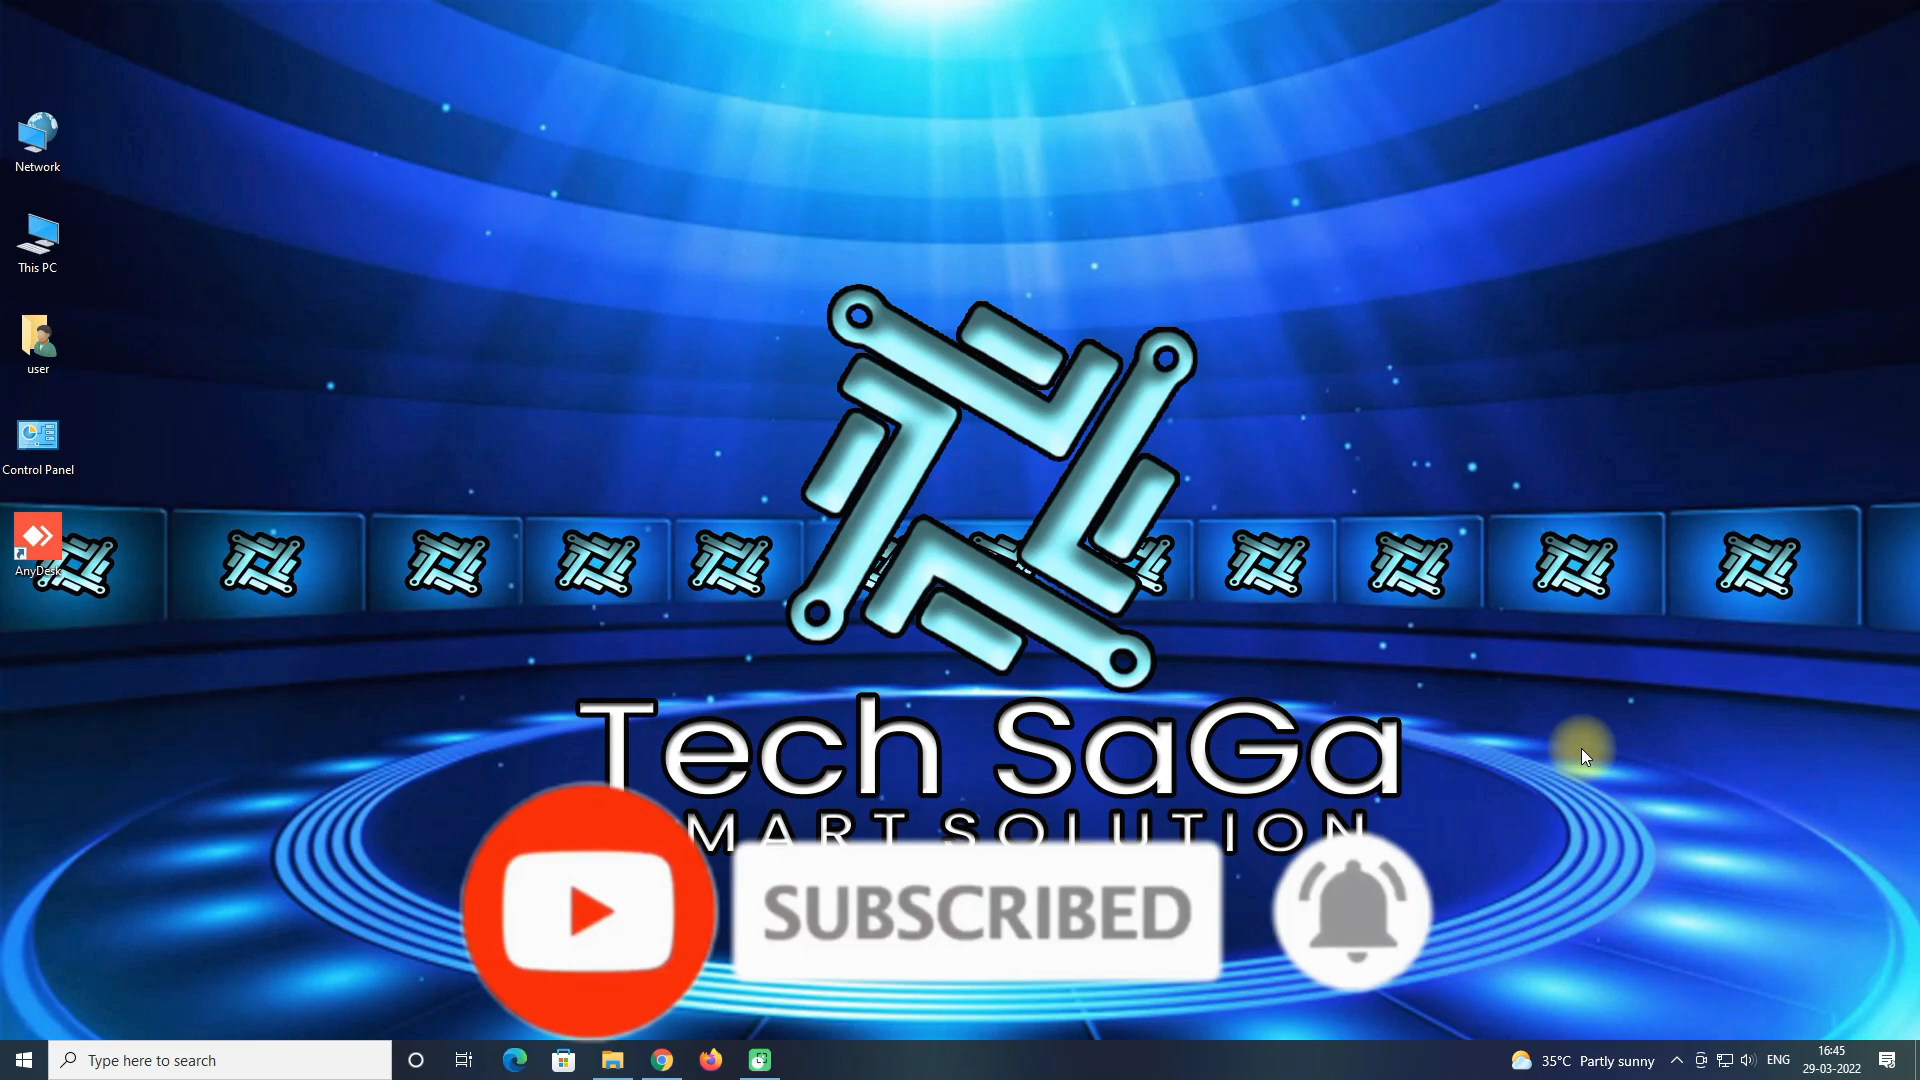 Network
This PC
user
Control Panel
AnyDesk
Tech SaGa
MART SOLUTION
SUBSCRIBED
Type here to search
35°C Partly sunny
ENG
16:45
29-03-2022